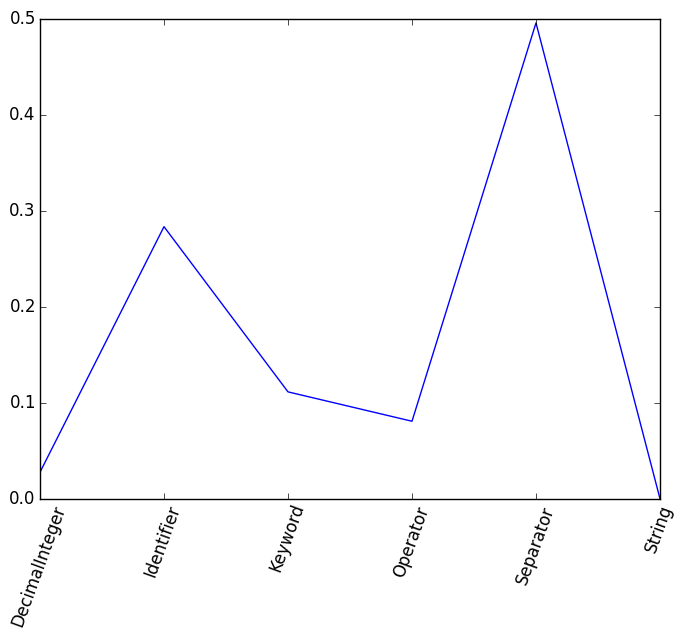 0.5
0.4
0.3
0.2
0.1
0.0
DecimalInteger
Identifier
Keyword
Operator
Separator
String